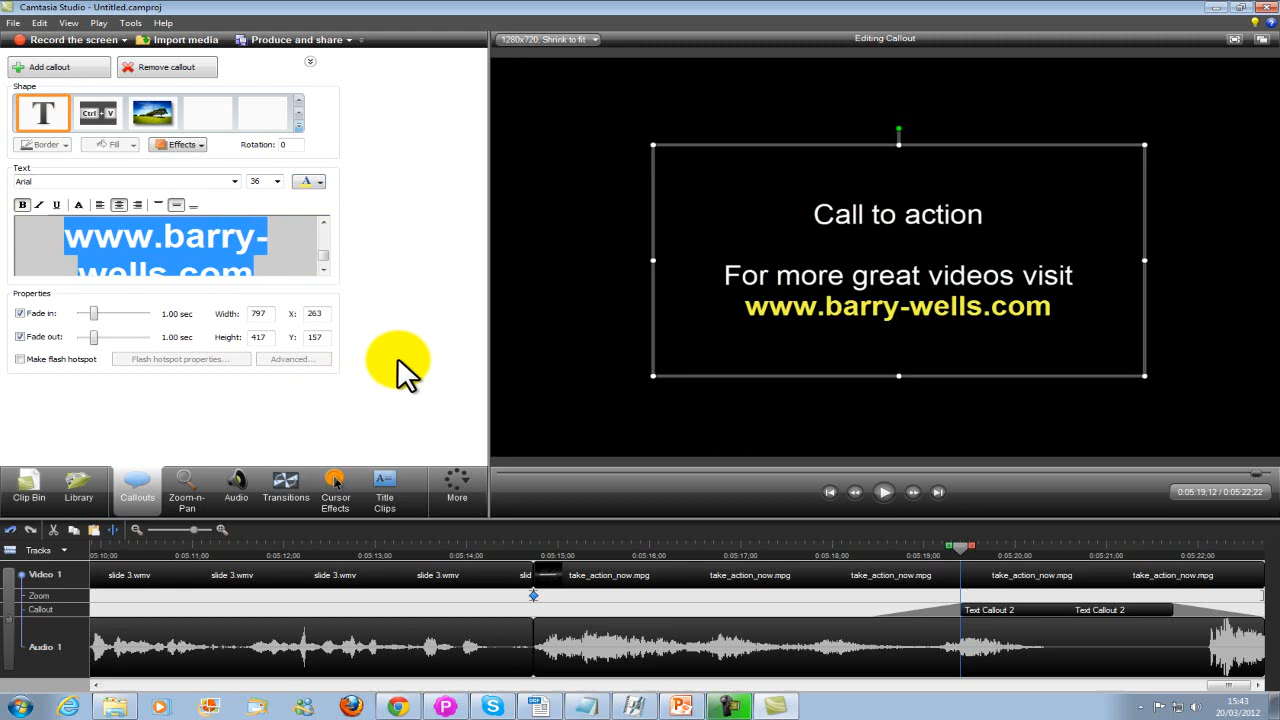 Camtasia Studio - Untitled.camproj
File Edit View Play Tools Help
Record the screen Import media Produce and share
1280x720, Shrink to fit
Editing Callout
Add callout
Remove callout
Shape
T
Ctrl + V
Border
Fill
Effects
Rotation: 0
Text
Arial
36
A
B I U A
www.barry-
wells.com
Properties
Fade in: 1.00 sec Width: 797 X: 263
Fade out: 1.00 sec Height: 417 Y: 157
Make flash hotspot Flash hotspot properties... Advanced...
Call to action
For more great videos visit
www.barry-wells.com
Clip Bin
Library
Callouts
Zoom-n-
Pan
Audio
Transitions
Cursor
Effects
A
Title
Clips
More
0:05:19;12 / 0:05:22;22
Tracks
05:10;00 0:05:11;00 0:05:12;00 0:05:13;00 0:05:14;00 0:05:15;00 0:05:16;00 0:05:17;00 0:05:18;00 0:05:19;00 0:05:20;00 0:05:21;00 0:05:22;00
Video 1 slide 3.wmv slide 3.wmv slide 3.wmv slide 3.wmv slid take_action_now.mpg take_action_now.mpg take_action_now.mpg take_action_now.mpg take_action_now.mpg
Zoom
Callout Text Callout 2 Text Callout 2
Audio 1
P
S
15:43
20/03/2012